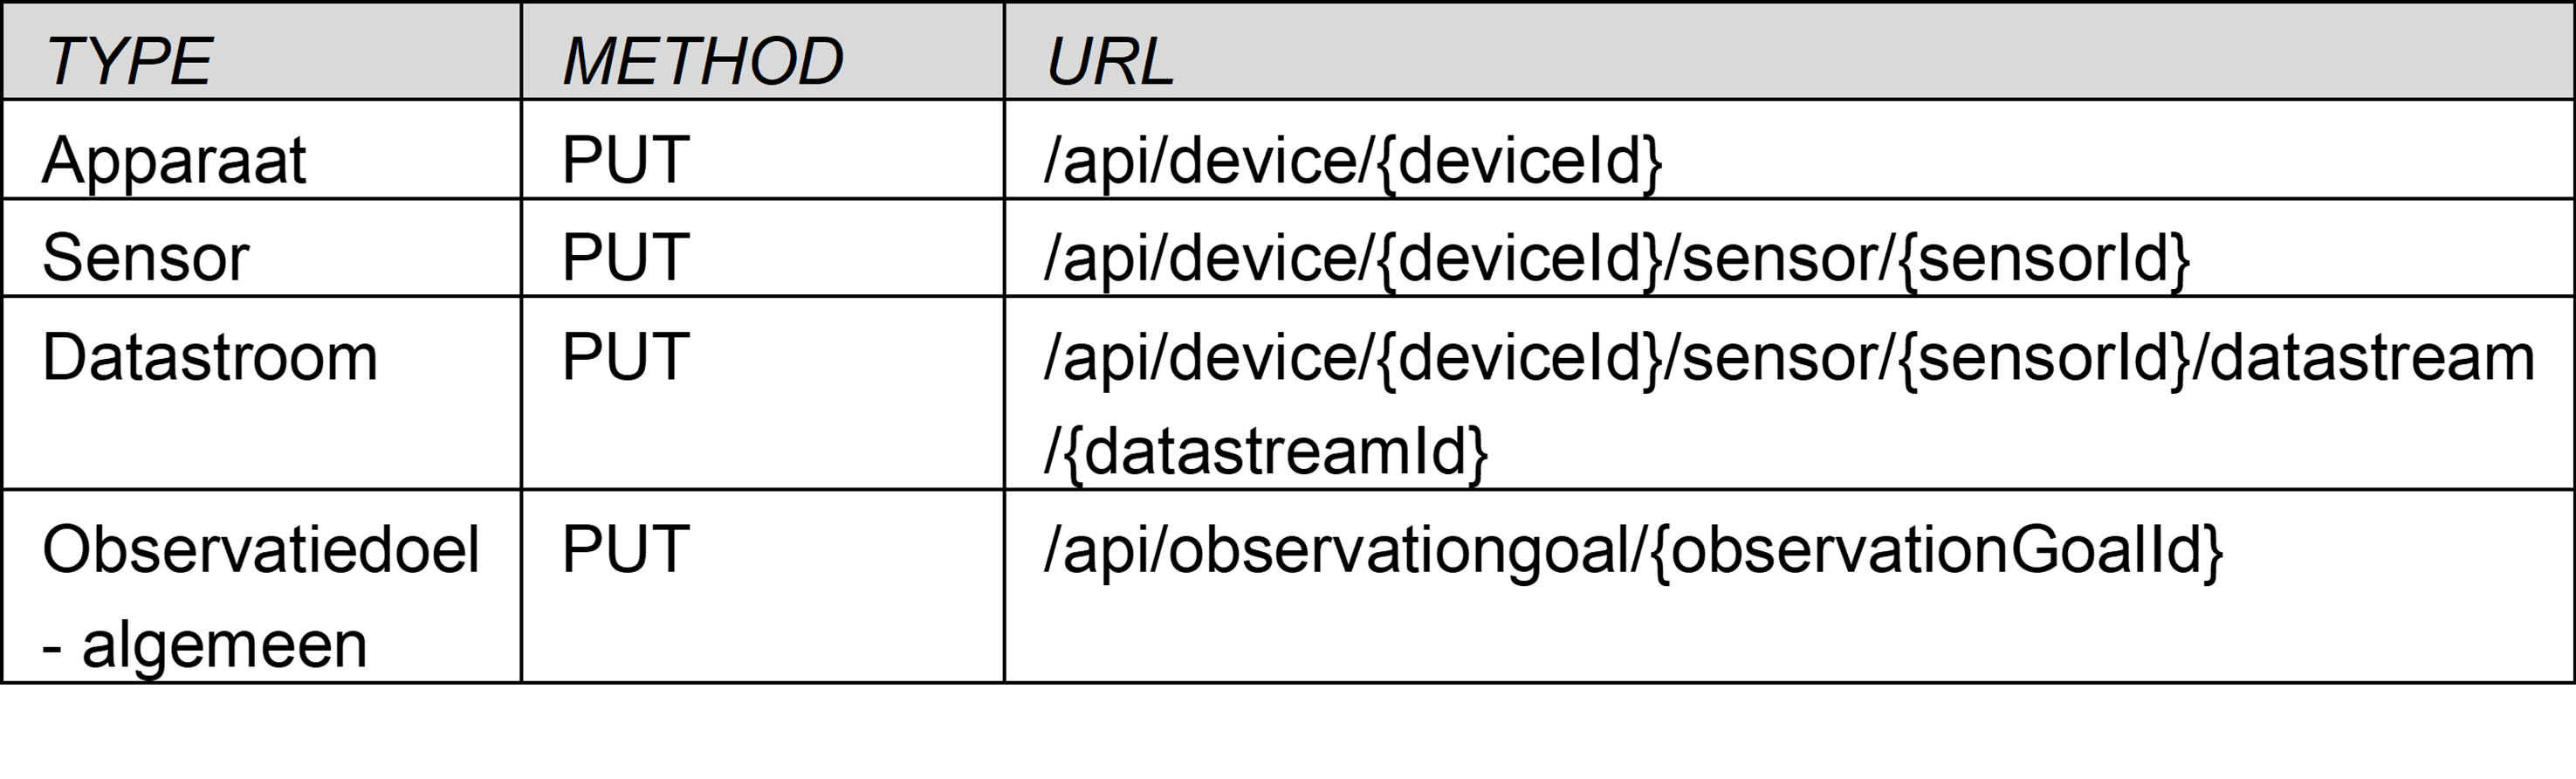 TYPE METHOD URL
Apparaat PUT /api/device/{deviceId}
Sensor PUT /api/device/{deviceId}/sensor/{sensorId}
Datastroom PUT /api/device/{deviceId}/sensor/{sensorId}/datastream
/{datastreamId}
Observatiedoel PUT /api/observationgoal/{observationGoalId}
- algemeen